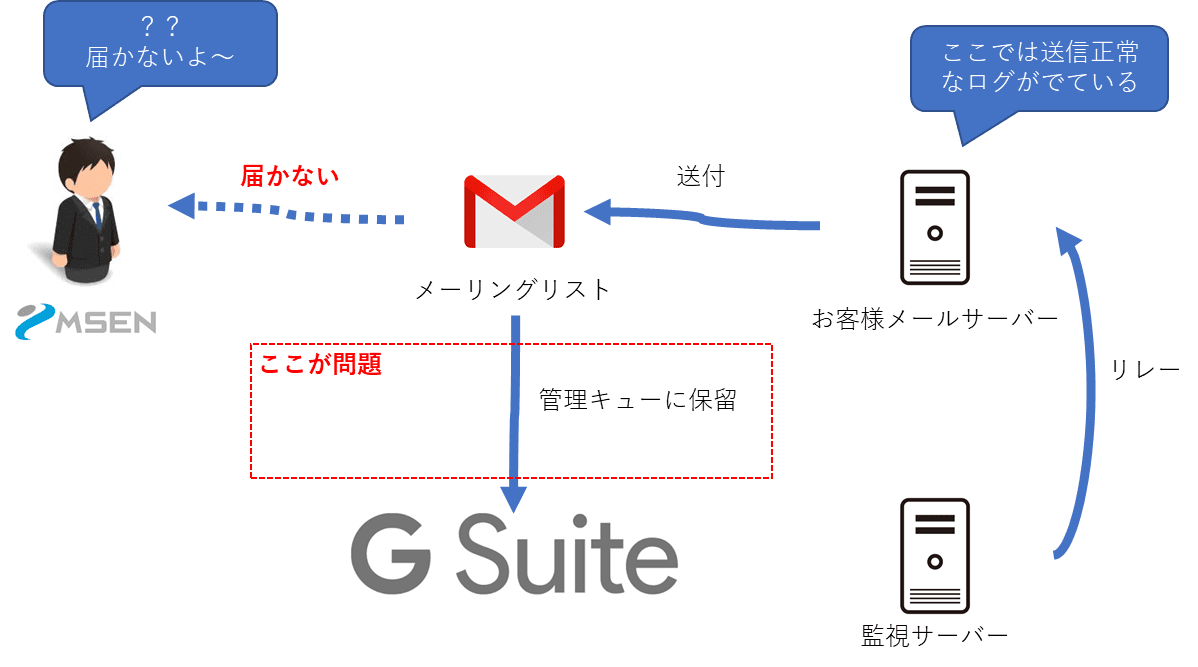 ？？
届かないよ～
ここでは送信正常
なログがでている
届かない
送付
メーリングリスト
お客様メールサーバー
MSEN
ここが問題
管理キューに保留
リレー
G Suite
監視サーバー